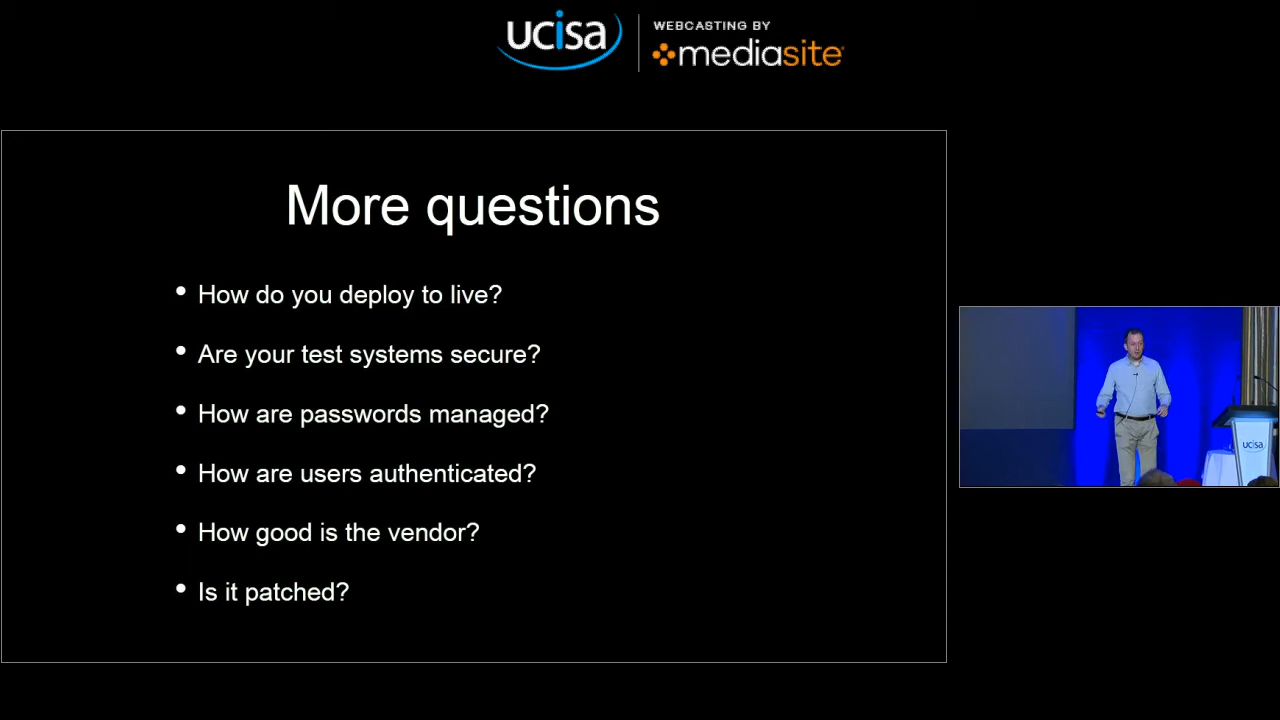 ucisa
WEBCASTING BY
mediasite
More questions
• How do you deploy to live?
• Are your test systems secure?
• How are passwords managed?
• How are users authenticated?
• How good is the vendor?
• Is it patched?
ucisa